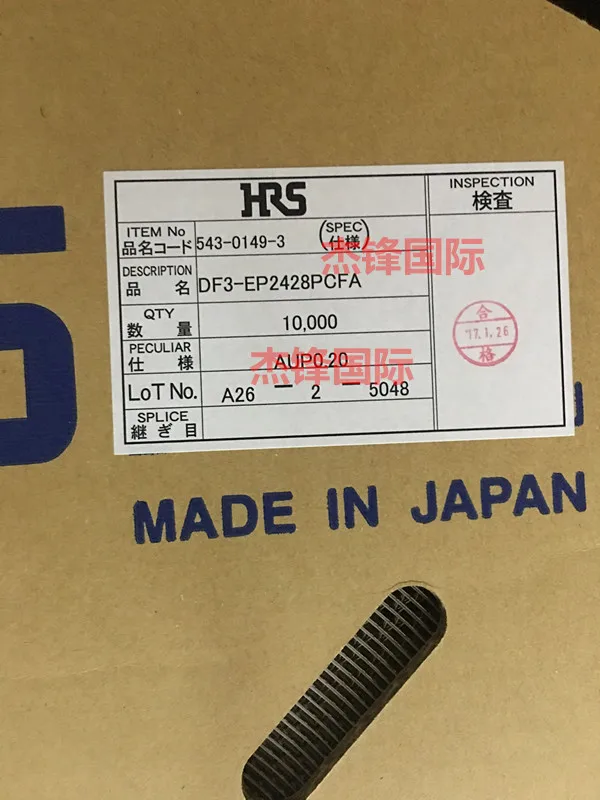 HRS
INSPECTION
検査
ITEM No
品名コード 543-0149-3 (SPEC 仕様)
杰锋国际
DESCRIPTION
品 名 DF3-EP2428PCFA
QTY
数 量 10,000
合
'17.1.26
格
PECULIAR
仕 様 AUP0.20
杰锋国际
LoT No. A26 - 2 - 5048
SPLICE
継ぎ目
MADE IN JAPAN